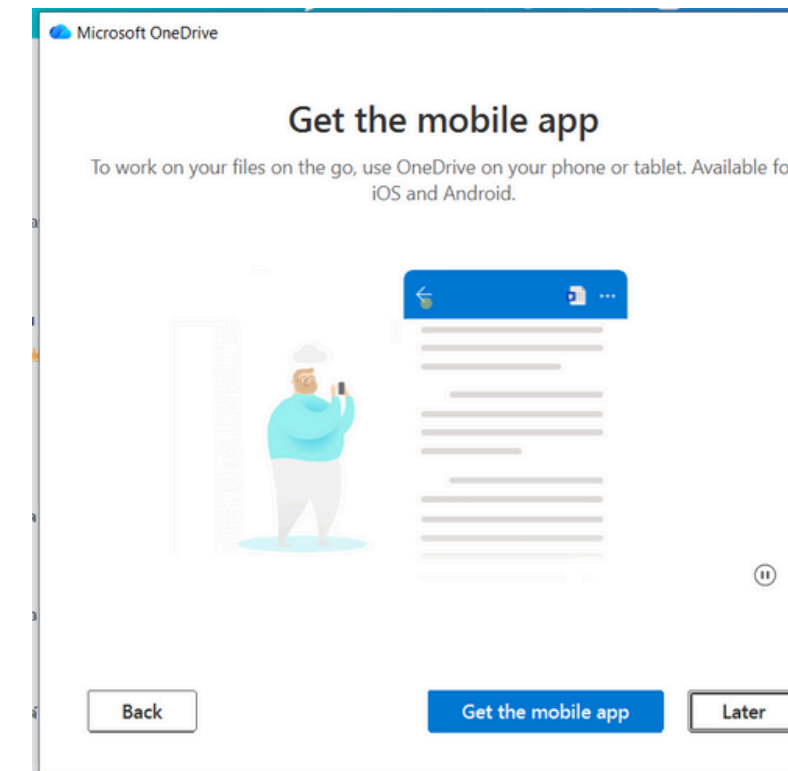 Microsoft OneDrive
Get the mobile app
To work on your files on the go, use OneDrive on your phone or tablet. Available fo
iOS and Android.
Back
Get the mobile app
Later